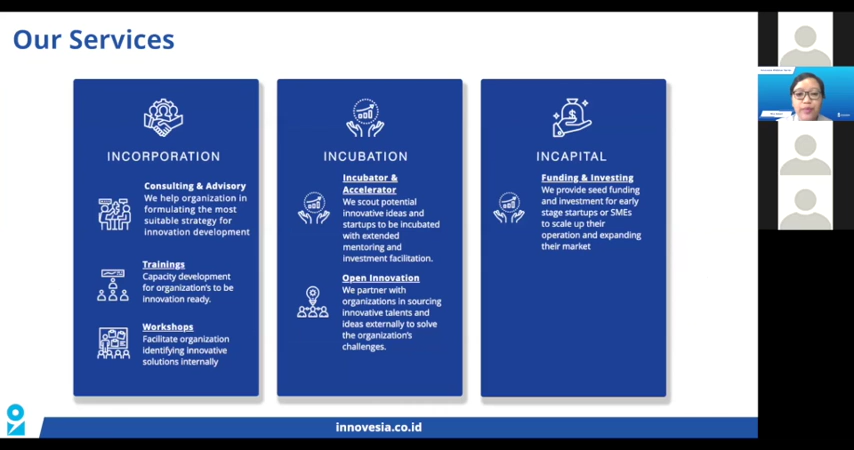 Our Services
INCORPORATION
Consulting & Advisory
We help organization in
formulating the most
suitable strategy for
innovation development
Trainings
Capacity development
for organization's to be
innovation ready.
Workshops
Facilitate organization
identifying innovative
solutions internally
INCUBATION
Incubator &
Accelerator
We scout potential
innovative ideas and
startups to be incubated
with extended
mentoring and
investment facilitation.
Open Innovation
We partner with
organizations in sourcing
innovative talents and
ideas externally to solve
the organization's
challenges.
INCAPITAL
Funding & Investing
We provide seed funding
and investment for early
stage startups or SMEs
to scale up their
operation and expanding
their market
innovesia.co.id